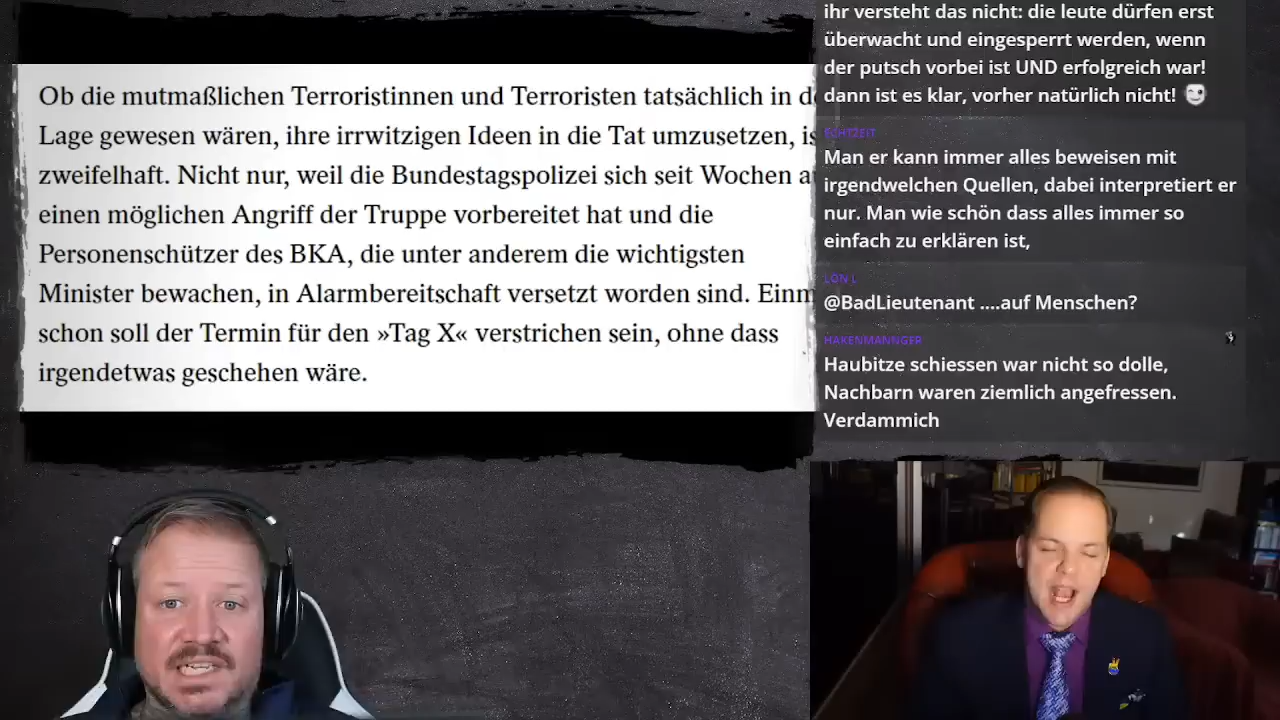 Ob die mutmaßlichen Terroristinnen und Terroristen tatsächlich in
Lage gewesen wären, ihre irrwitzigen Ideen in die Tat umzusetzen,
zweifelhaft. Nicht nur, weil die Bundestagspolizei sich seit Wochen
einen möglichen Angriff der Truppe vorbereitet hat und die
Personenschützer des BKA, die unter anderem die wichtigsten
Minister bewachen, in Alarmbereitschaft versetzt worden sind.
schon soll der Termin für den »Tag X« verstrichen sein, ohne dass
irgendetwas geschehen wäre.
ihr versteht das nicht: die leute dürfen erst
überwacht und eingesperrt werden, wenn
der putsch vorbei ist UND erfolgreich war!
dann ist es klar, vorher natürlich nicht!
ECHTZEIT
Man er kann immer alles beweisen mit
irgendwelchen Quellen, dabei interpretiert er
nur. Man wie schön dass alles immer so
einfach zu erklären ist,
LON L
@BadLieutenant ....auf Menschen?
HAKENMANNGER
Haubitze schiessen war nicht so dolle,
Nachbarn waren ziemlich angefressen.
Verdammich